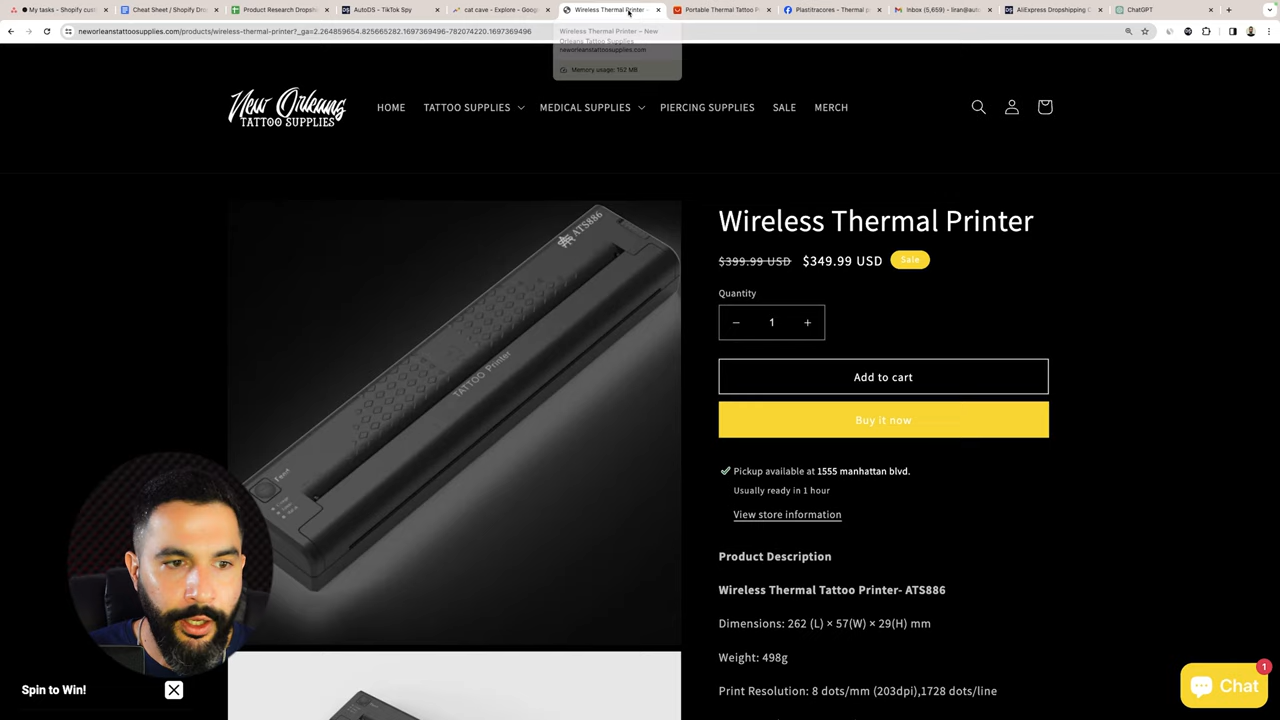 My tasks - Shopify cus
Cheat Sheet / Shopify Dro
Product Research Dropshi
AutoDS - TikTok Spy
cat cave - Explore - Goog
Wireless Thermal Printer –
Portable Thermal Tattoo P
Plastitracores - Thermal p
Inbox (5,659) - liran@auto
AliExpress Dropshipping D
ChatGPT
neworleanstattoosupplies.com/products/wireless-thermal-printer?_ga=2.264859654.825665282.1697369496-782074220.1697369496
Wireless Thermal Printer – New
Orleans Tattoo Supplies
neworleanstattoosupplies.com
Memory usage: 152 MB
New Orleans
TATTOO SUPPLIES
HOME
TATTOO SUPPLIES
MEDICAL SUPPLIES
PIERCING SUPPLIES
SALE
MERCH
ATS886
TATTOO Printer
Feed
Wireless Thermal Printer
$399.99 USD $349.99 USD Sale
Quantity
− 1 +
Add to cart
Buy it now
Pickup available at 1555 manhattan blvd.
Usually ready in 1 hour
View store information
Product Description
Wireless Thermal Tattoo Printer- ATS886
Dimensions: 262 (L) × 57(W) × 29(H) mm
Weight: 498g
Print Resolution: 8 dots/mm (203dpi),1728 dots/line
Spin to Win!
Chat
1